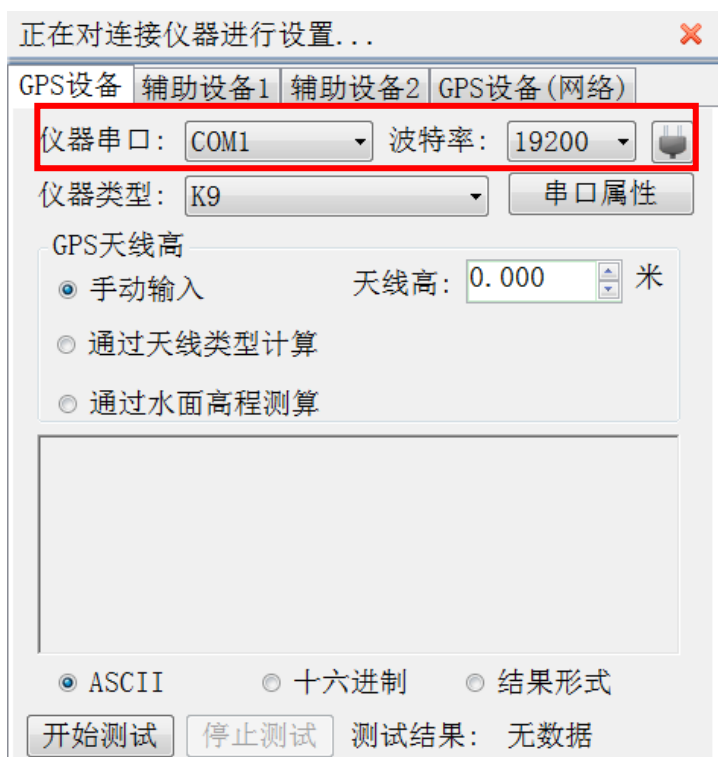 正在对连接仪器进行设置...
GPS设备 辅助设备1 辅助设备2 GPS设备(网络)
仪器串口: COM1 波特率: 19200
仪器类型: K9 串口属性
GPS天线高
手动输入 天线高: 0.000 米
通过天线类型计算
通过水面高程测算
ASCII 十六进制 结果形式
开始测试 停止测试 测试结果: 无数据